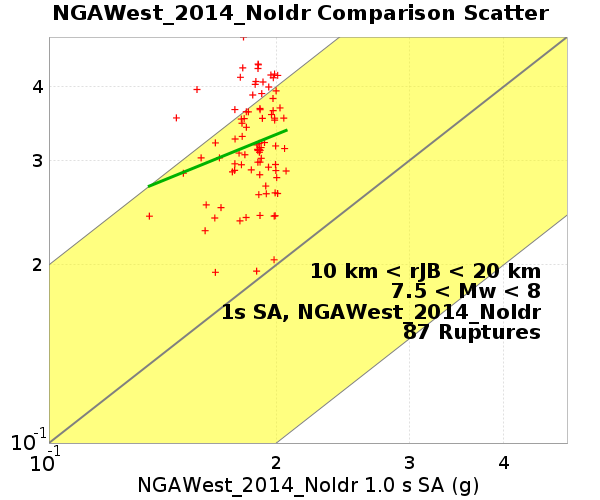 NGAWest_2014_NoIdr Comparison Scatter
4
3
2
10 km < rJB < 20 km
7.5 < Mw < 8
1s SA, NGAWest_2014_NoIdr
87 Ruptures
10⁻¹
10⁻¹ 2 3 4
NGAWest_2014_NoIdr 1.0 s SA (g)